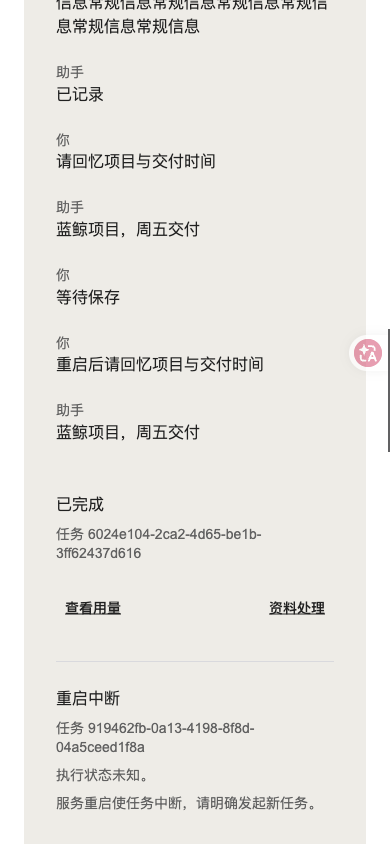 信息常规信息常规信息常规信息常规信
息常规信息常规信息
助手
已记录
你
请回忆项目与交付时间
助手
蓝鲸项目，周五交付
你
等待保存
你
重启后请回忆项目与交付时间
助手
蓝鲸项目，周五交付
已完成
任务 6024e104-2ca2-4d65-be1b-
3ff62437d616
查看用量
资料处理
重启中断
任务 919462fb-0a13-4198-8f8d-
04a5ceed1f8a
执行状态未知。
服务重启使任务中断，请明确发起新任务。